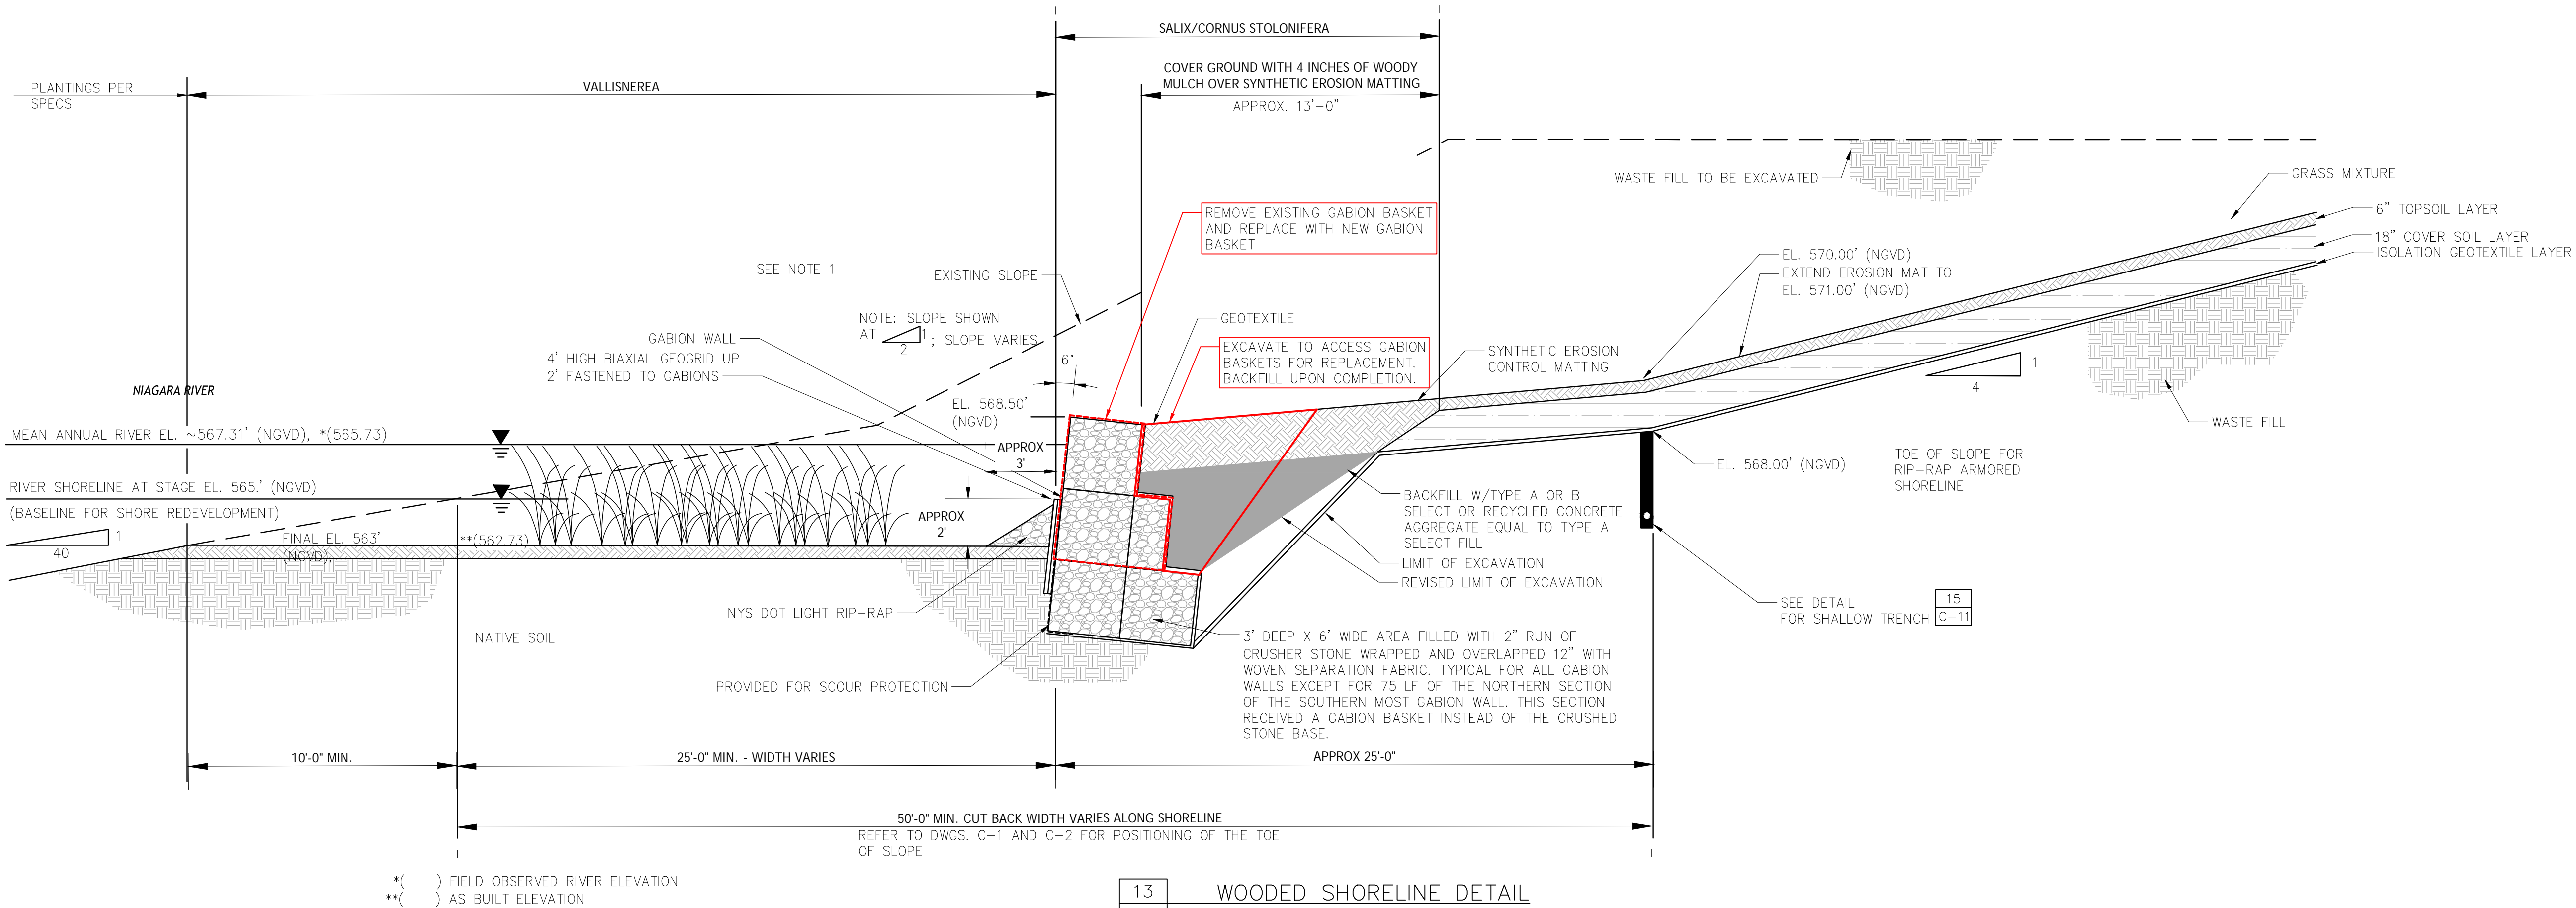 SALIX/CORNUS STOLONIFERA
PLANTINGS PER
SPECS
VALLISNEREA
COVER GROUND WITH 4 INCHES OF WOODY
MULCH OVER SYNTHETIC EROSION MATTING
APPROX. 13'-0"
WASTE FILL TO BE EXCAVATED
GRASS MIXTURE
6" TOPSOIL LAYER
18" COVER SOIL LAYER
ISOLATION GEOTEXTILE LAYER
REMOVE EXISTING GABION BASKET
AND REPLACE WITH NEW GABION
BASKET
SEE NOTE 1
EXISTING SLOPE
EL. 570.00' (NGVD)
EXTEND EROSION MAT TO
EL. 571.00' (NGVD)
NOTE: SLOPE SHOWN
AT 1
2 ; SLOPE VARIES
GEOTEXTILE
GABION WALL
4' HIGH BIAXIAL GEOGRID UP
2' FASTENED TO GABIONS
6°
EXCAVATE TO ACCESS GABION
BASKETS FOR REPLACEMENT.
BACKFILL UPON COMPLETION.
SYNTHETIC EROSION
CONTROL MATTING
1
4
NIAGARA RIVER
EL. 568.50'
(NGVD)
WASTE FILL
MEAN ANNUAL RIVER EL. ~567.31' (NGVD), *(565.73)
APPROX
3'
EL. 568.00' (NGVD)
TOE OF SLOPE FOR
RIP-RAP ARMORED
SHORELINE
RIVER SHORELINE AT STAGE EL. 565.' (NGVD)
(BASELINE FOR SHORE REDEVELOPMENT)
APPROX
2'
BACKFILL W/TYPE A OR B
SELECT OR RECYCLED CONCRETE
AGGREGATE EQUAL TO TYPE A
SELECT FILL
1
40
FINAL EL. 563'
(NGVD),
**(562.73)
LIMIT OF EXCAVATION
REVISED LIMIT OF EXCAVATION
NYS DOT LIGHT RIP-RAP
SEE DETAIL
FOR SHALLOW TRENCH
15
C-11
NATIVE SOIL
3' DEEP X 6' WIDE AREA FILLED WITH 2" RUN OF
CRUSHER STONE WRAPPED AND OVERLAPPED 12" WITH
WOVEN SEPARATION FABRIC. TYPICAL FOR ALL GABION
WALLS EXCEPT FOR 75 LF OF THE NORTHERN SECTION
OF THE SOUTHERN MOST GABION WALL. THIS SECTION
RECEIVED A GABION BASKET INSTEAD OF THE CRUSHED
STONE BASE.
PROVIDED FOR SCOUR PROTECTION
10'-0" MIN.
25'-0" MIN. - WIDTH VARIES
APPROX 25'-0"
50'-0" MIN. CUT BACK WIDTH VARIES ALONG SHORELINE
REFER TO DWGS. C-1 AND C-2 FOR POSITIONING OF THE TOE
OF SLOPE
*( ) FIELD OBSERVED RIVER ELEVATION
**( ) AS BUILT ELEVATION
13 WOODED SHORELINE DETAIL